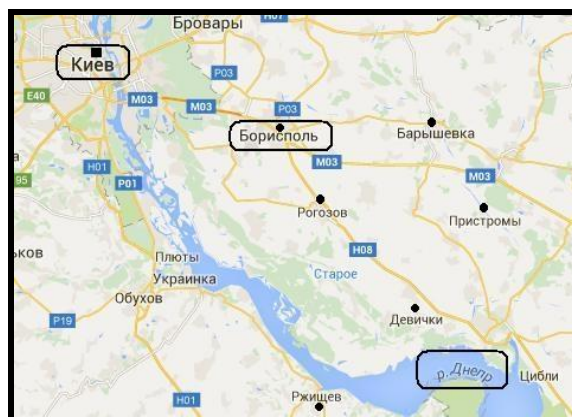 Бровары
Киев
P03
E40
M03
M03
P03
Борисполь
Барышевка
H01
M03
M03
95
P01
Рогозов
Пристромы
ьков
Плюты
H08
Украинка
Старое
Обухов
P19
Девички
р. Днепр
Цибли
Ржищев
H01